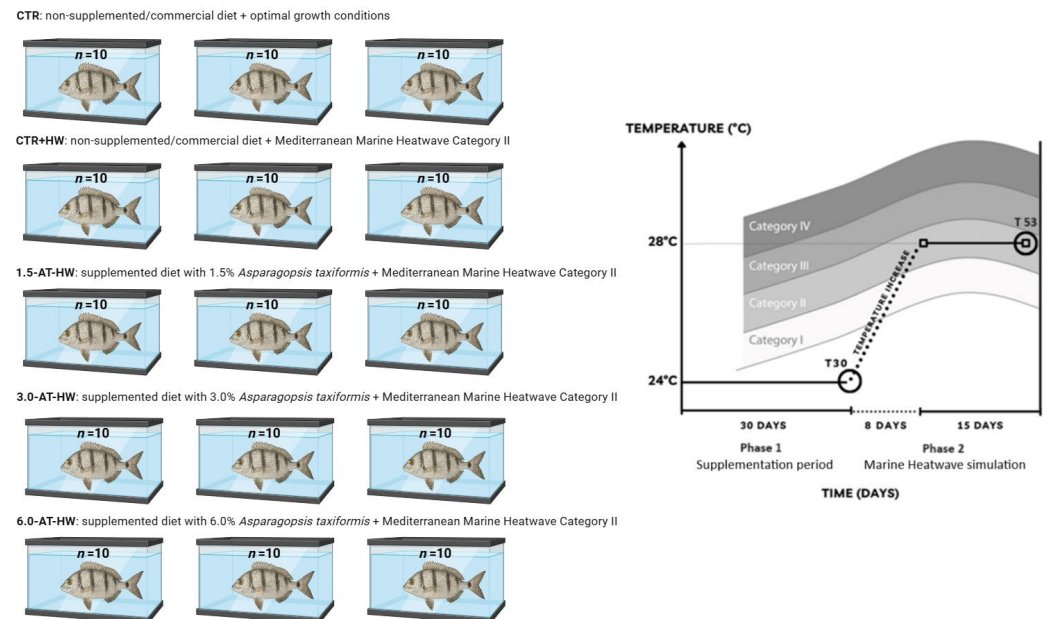 CTR: non-supplemented/commercial diet + optimal growth conditions
n=10 n=10 n=10
CTR+HW: non-supplemented/commercial diet + Mediterranean Marine Heatwave Category II
n=10 n=10 n=10
1.5-AT-HW: supplemented diet with 1.5% Asparagopsis taxiformis + Mediterranean Marine Heatwave Category II
n=10 n=10 n=10
3.0-AT-HW: supplemented diet with 3.0% Asparagopsis taxiformis + Mediterranean Marine Heatwave Category II
n=10 n=10 n=10
6.0-AT-HW: supplemented diet with 6.0% Asparagopsis taxiformis + Mediterranean Marine Heatwave Category II
n=10 n=10 n=10
TEMPERATURE (°C)
Category IV
T 53
28°C
Category III
Category II
TEMPERATURE INCREASE
Category I
T30
24°C
30 DAYS 8 DAYS 15 DAYS
Phase 1 Phase 2
Supplementation period Marine Heatwave simulation
TIME (DAYS)